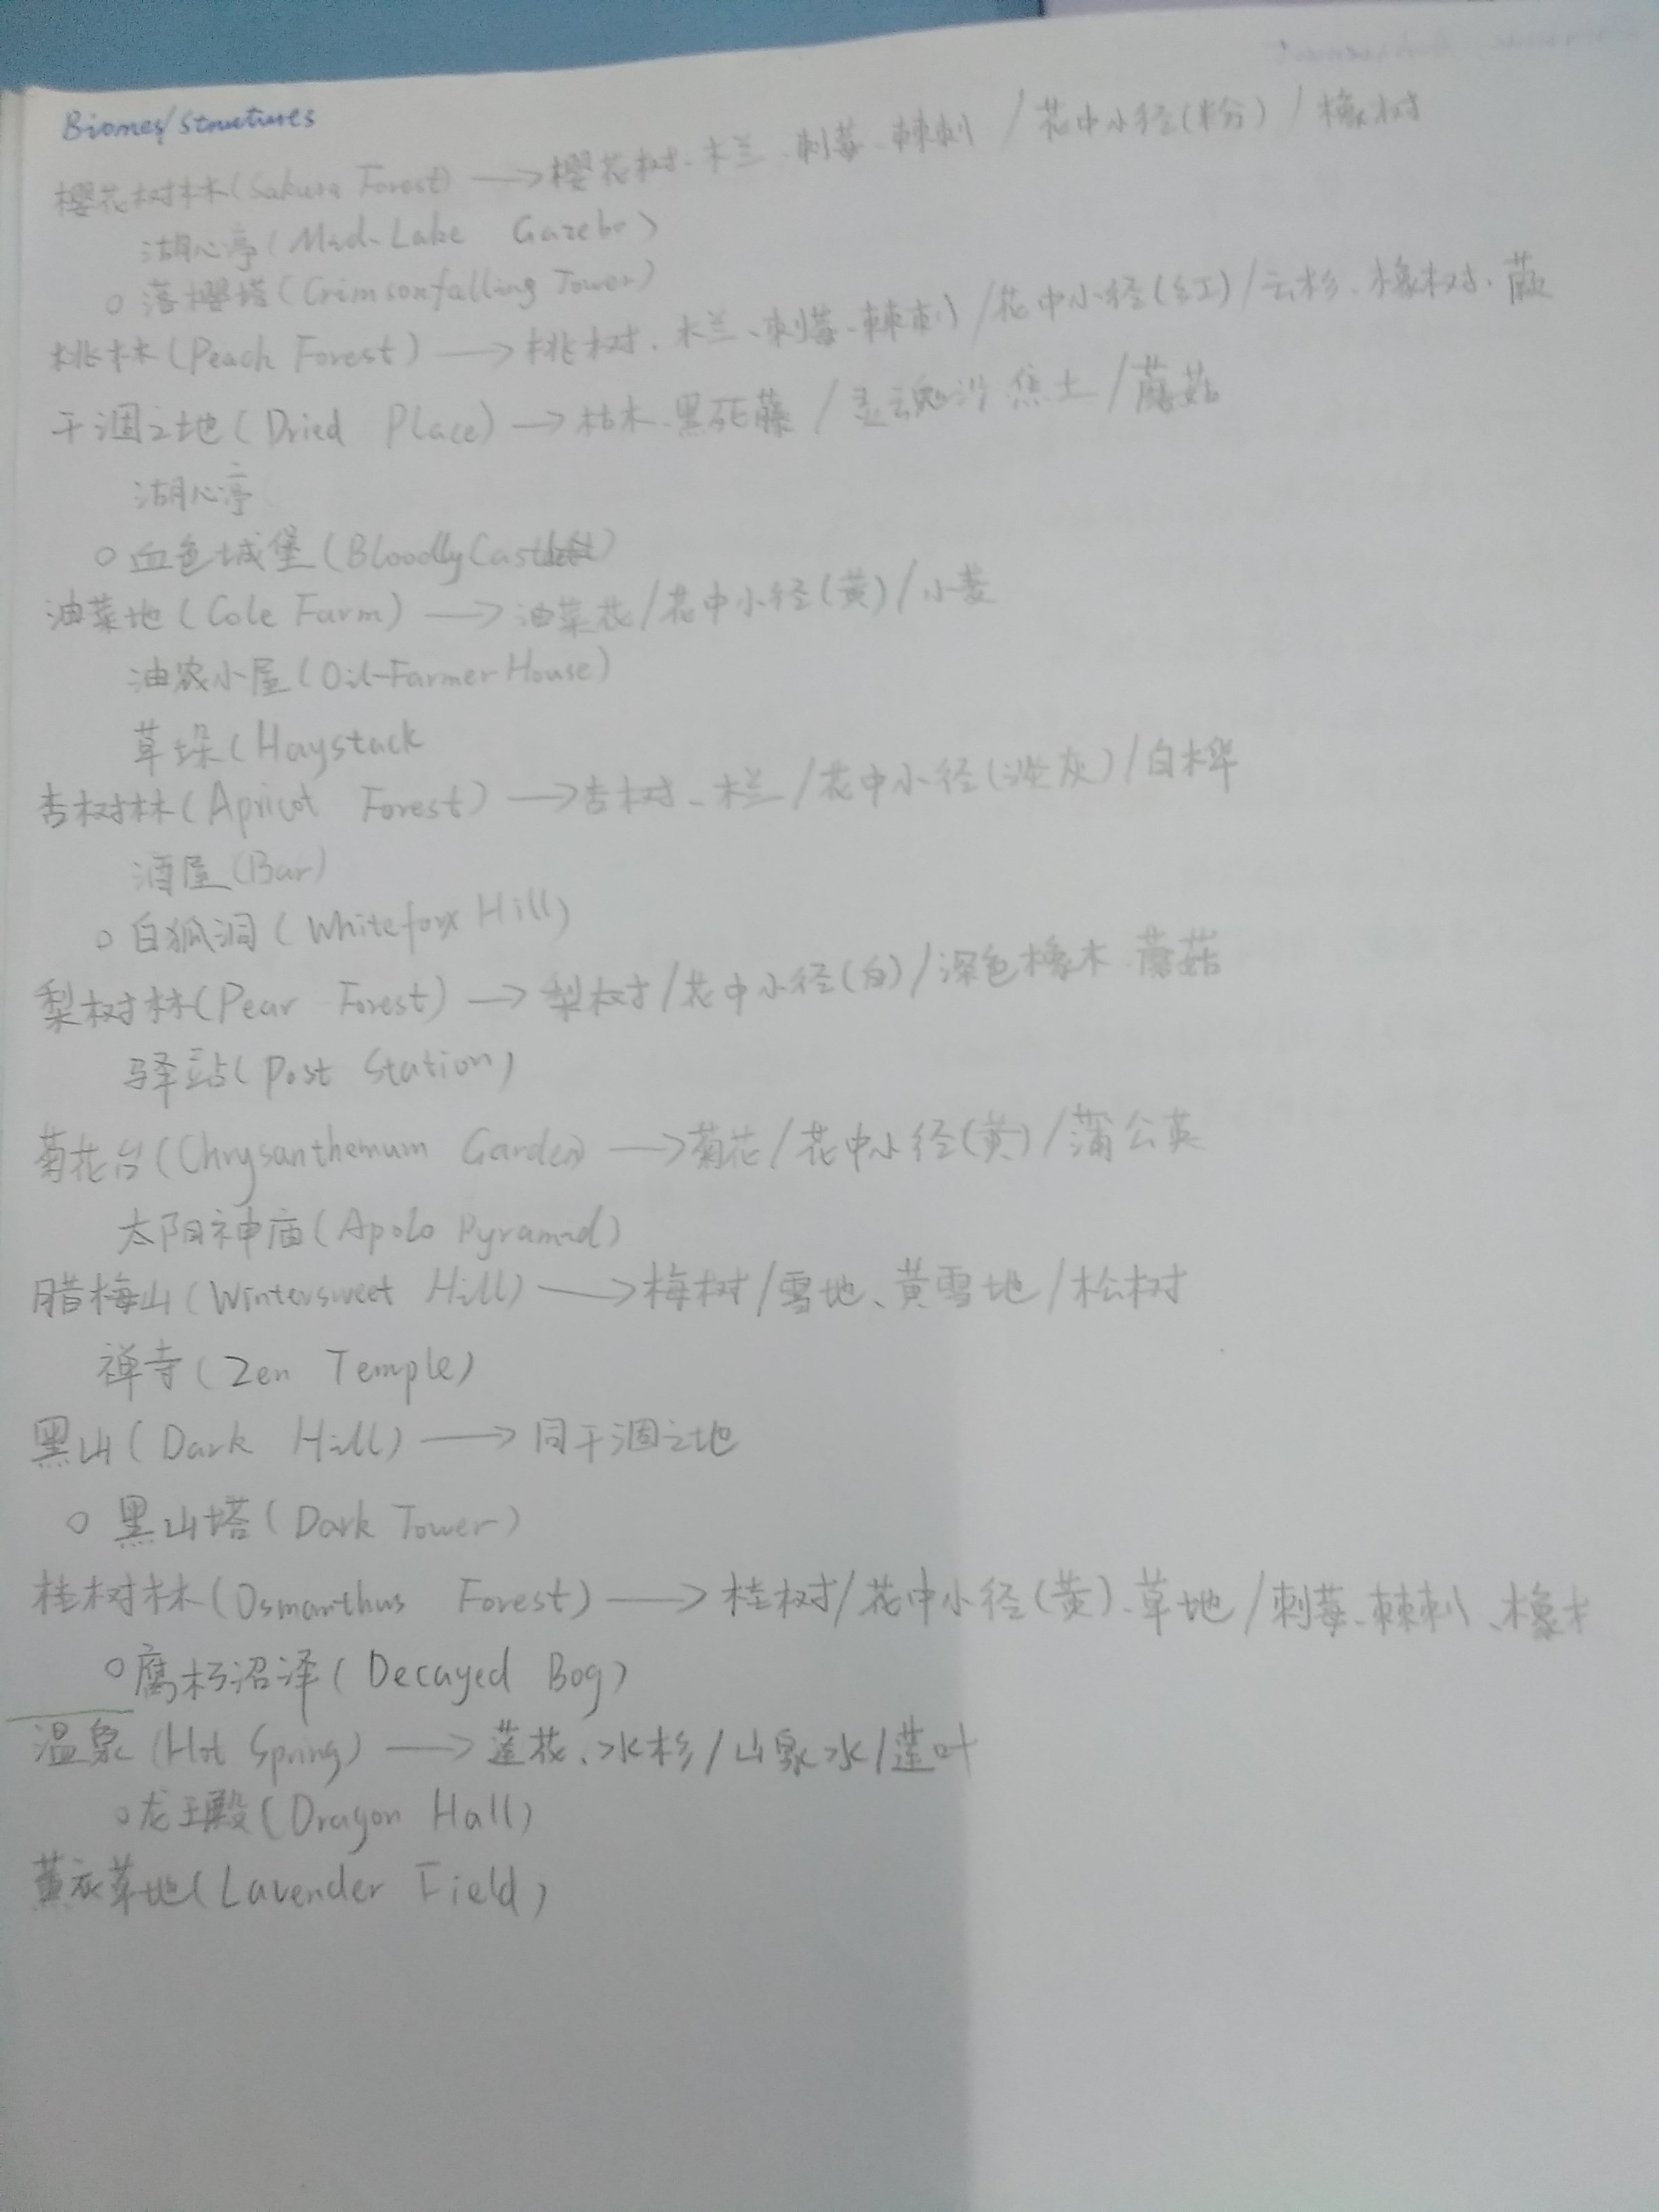 Biomes/Structures
樱花树林(Sakura Forest) → 樱花树、木兰、刺莓、棘刺 / 花中小径(粉) / 橡树
湖心亭(Mid-Lake Gazebo)
○ 落樱塔(Crimsonfalling Tower)
桃林(Peach Forest) → 桃树、木兰、刺莓、棘刺 / 花中小径(红) / 云杉、橡树、蕨
干涸之地(Dried Place) → 枯木、黑死藤 / 灵魂沙 焦土 / 蘑菇
湖心亭
○ 血色城堡(Bloodly
油菜地(Cole Farm) → 油菜花 / 花中小径(黄) / 小麦
油农小屋(Oil-Farmer House)
草垛(Haystack
杏树林(Apricot Forest) → 杏树、木兰 / 花中小径(淡灰) / 白桦
酒屋(Bar)
○ 白狐洞(Whitefox Hill)
梨树林(Pear Forest) → 梨树 / 花中小径(白) / 深色橡木、蘑菇
驿站(Post Station)
菊花台(Chrysanthemum Garden) → 菊花 / 花中小径(黄) / 蒲公英
太阳神庙(Apolo Pyramid)
腊梅山(Wintersweet Hill) → 梅树 / 雪地、黄雪地 / 松树
禅寺(Zen Temple)
黑山(Dark Hill) → 同干涸之地
○ 黑山塔(Dark Tower)
桂树林(Osmanthus Forest) → 桂树 / 花中小径(黄)、草地 / 刺莓、棘刺、橡
○ 腐朽沼泽(Decayed Bog)
温泉(Hot Spring) → 莲花、水杉 / 山泉水 / 莲叶
○ 龙王殿(Dragon Hall)
薰衣草地(Lavender Field)